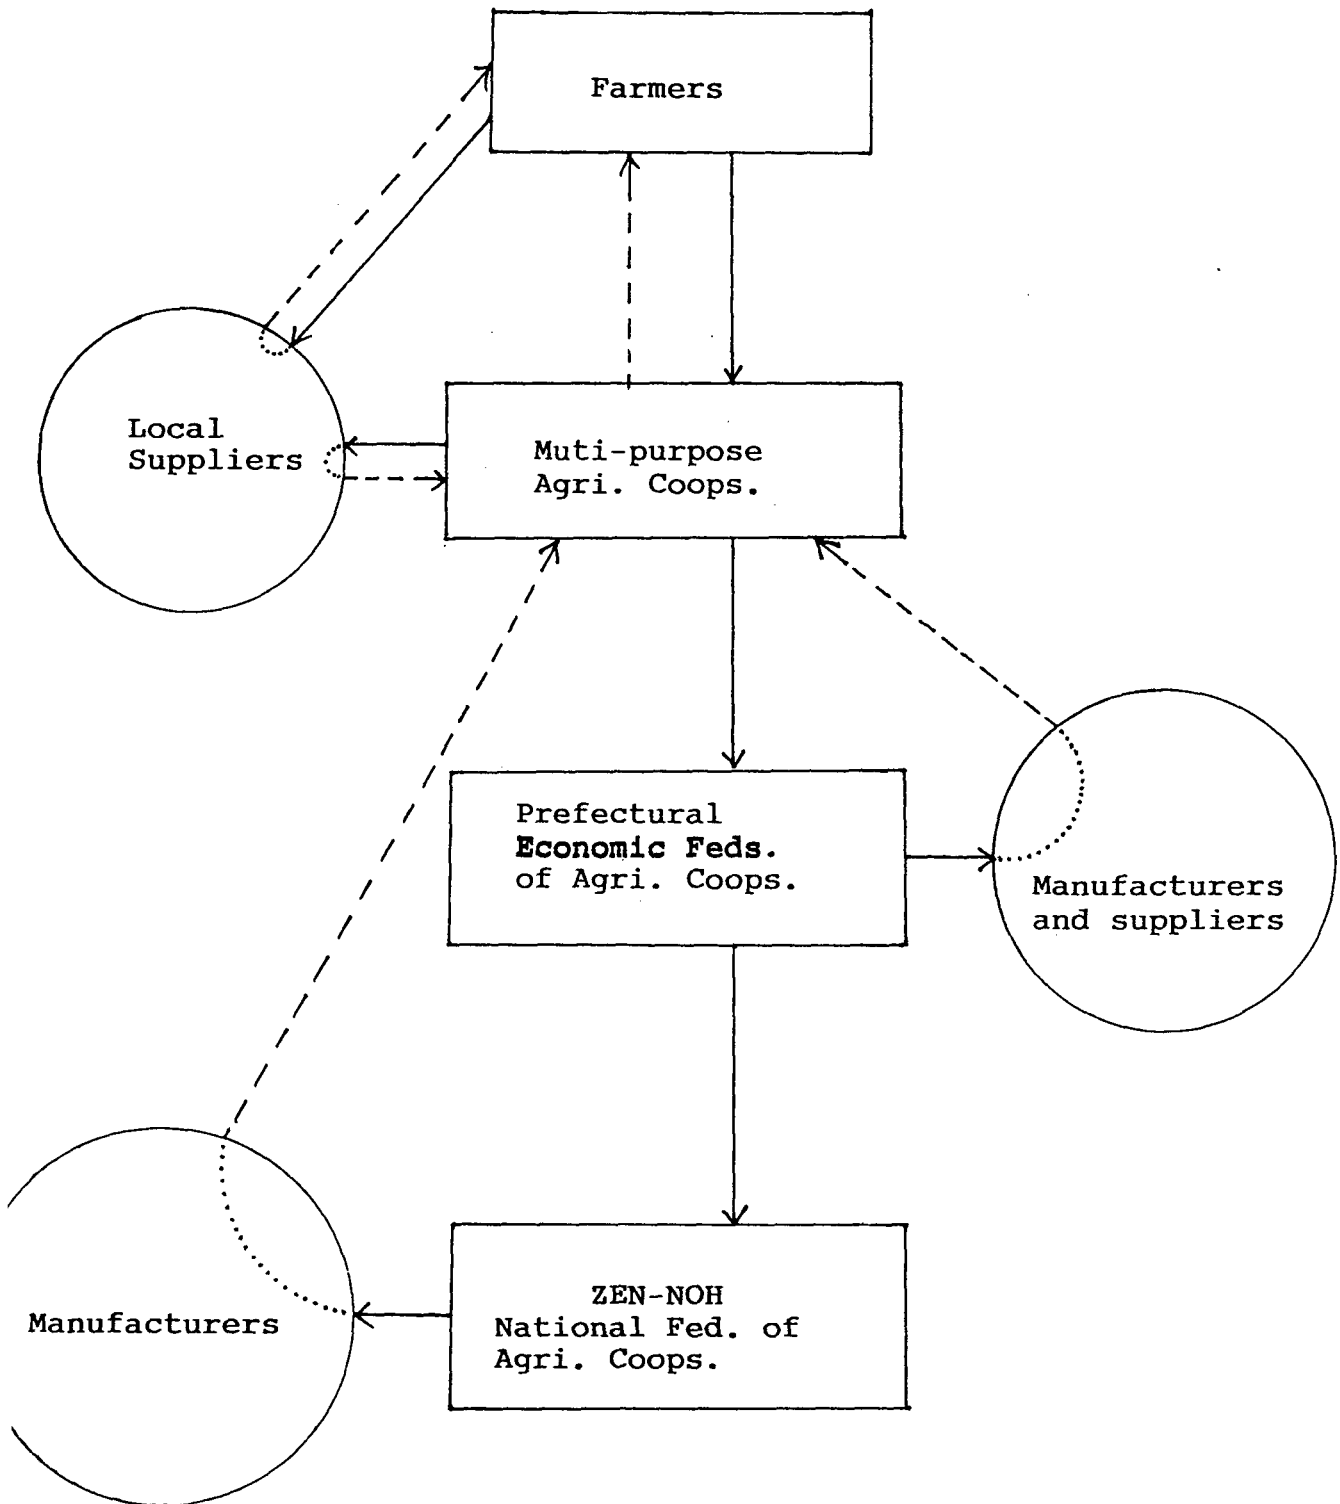 Farmers
Local
Suppliers
Muti-purpose
Agri. Coops.
Prefectural
Economic Feds.
of Agri. Coops.
Manufacturers
and suppliers
ZEN-NOH
National Fed. of
Agri. Coops.
Manufacturers